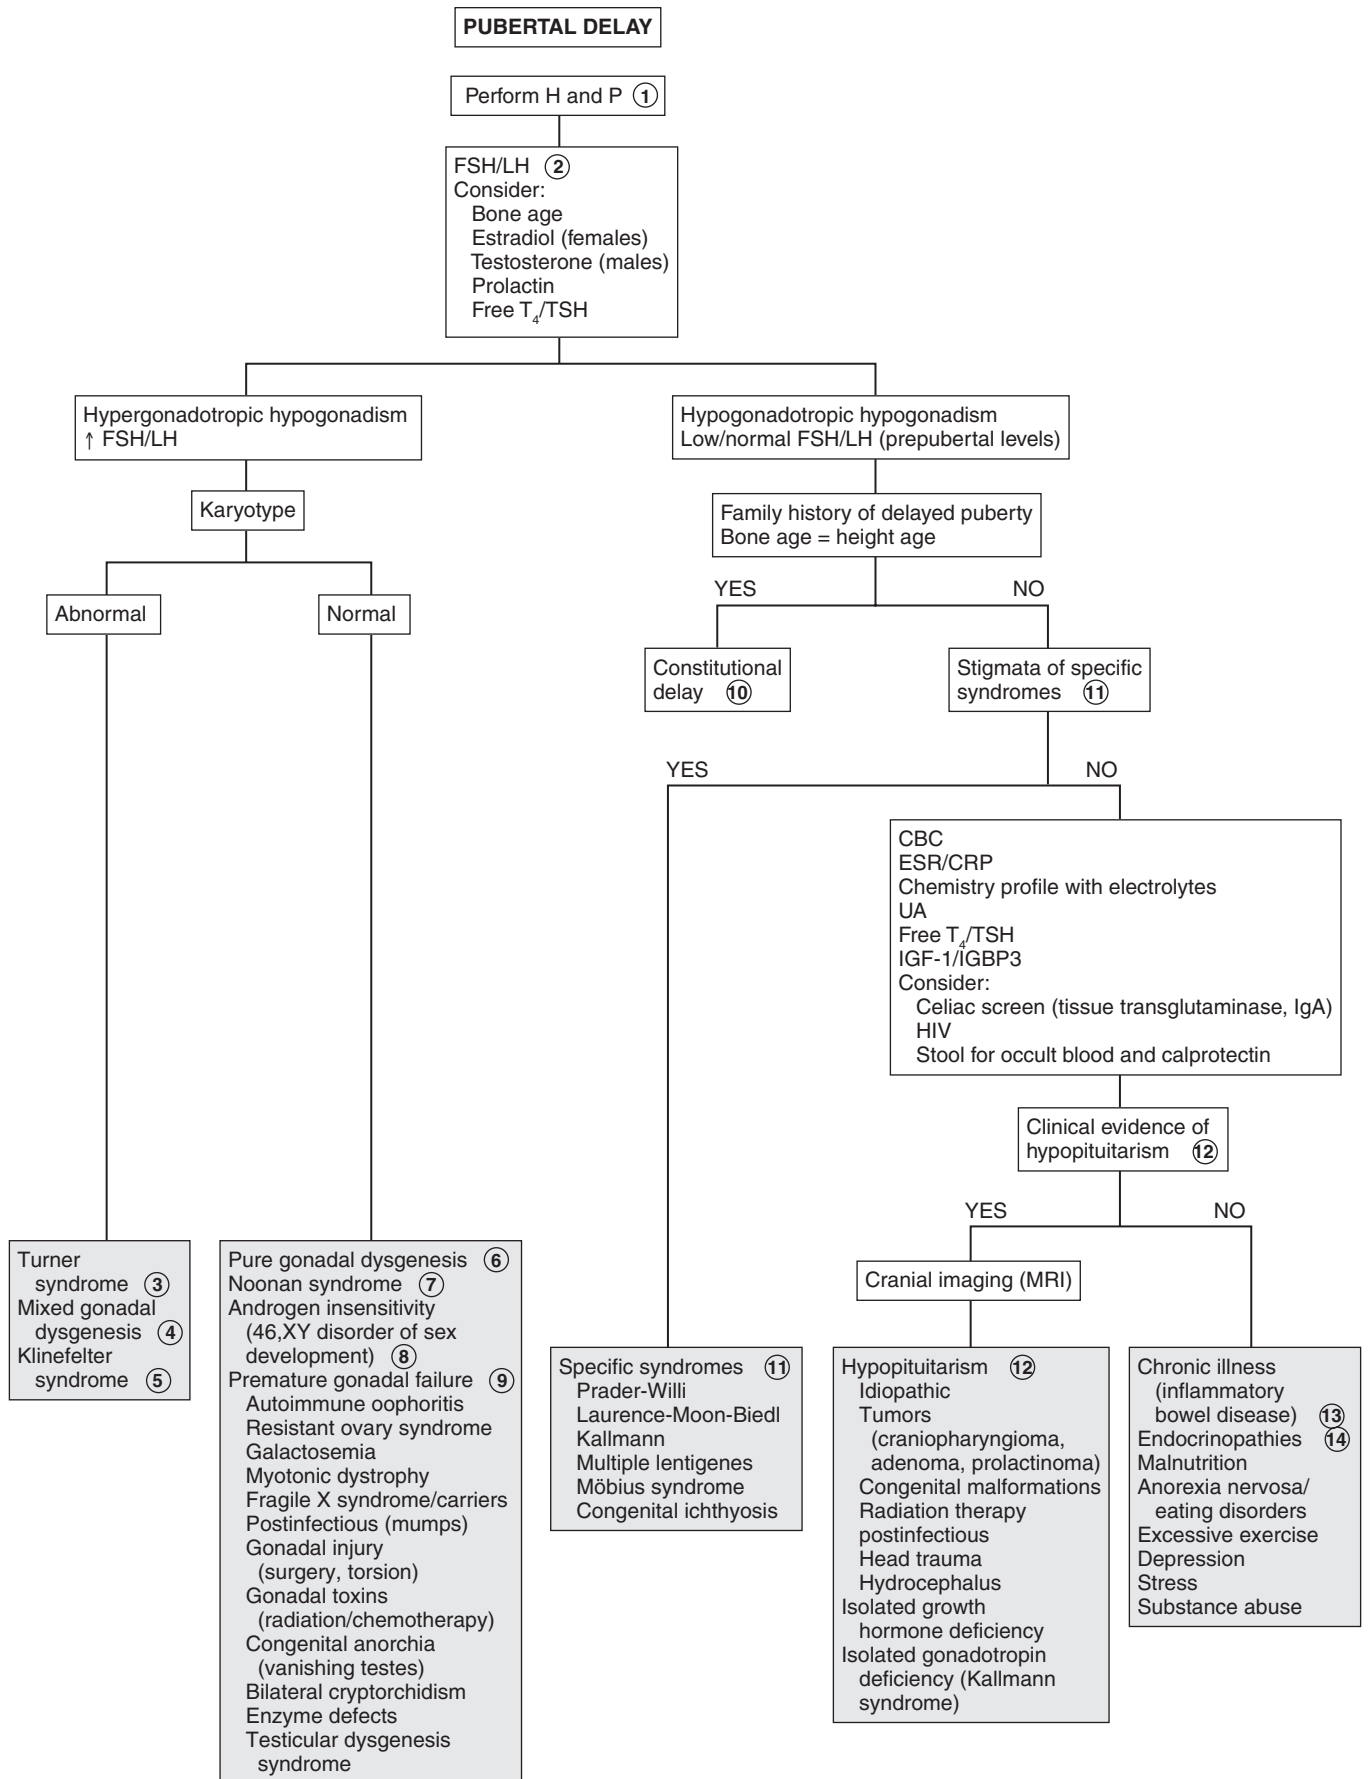 PUBERTAL DELAY
Perform H and P 1
FSH/LH 2
Consider:
Bone age
Estradiol (females)
Testosterone (males)
Prolactin
Free T4/TSH
Hypergonadotropic hypogonadism
↑ FSH/LH
Hypogonadotropic hypogonadism
Low/normal FSH/LH (prepubertal levels)
Karyotype
Family history of delayed puberty
Bone age = height age
Abnormal
Normal
YES
NO
Constitutional
delay 10
Stigmata of specific
syndromes 11
YES
NO
CBC
ESR/CRP
Chemistry profile with electrolytes
UA
Free T4/TSH
IGF-1/IGBP3
Consider:
Celiac screen (tissue transglutaminase, IgA)
HIV
Stool for occult blood and calprotectin
Clinical evidence of
hypopituitarism 12
YES
NO
Cranial imaging (MRI)
Turner
syndrome 3
Mixed gonadal
dysgenesis 4
Klinefelter
syndrome 5
Pure gonadal dysgenesis 6
Noonan syndrome 7
Androgen insensitivity
(46,XY disorder of sex
development) 8
Premature gonadal failure 9
Autoimmune oophoritis
Resistant ovary syndrome
Galactosemia
Myotonic dystrophy
Fragile X syndrome/carriers
Postinfectious (mumps)
Gonadal injury
(surgery, torsion)
Gonadal toxins
(radiation/chemotherapy)
Congenital anorchia
(vanishing testes)
Bilateral cryptorchidism
Enzyme defects
Testicular dysgenesis
syndrome
Specific syndromes 11
Prader-Willi
Laurence-Moon-Biedl
Kallmann
Multiple lentigenes
Möbius syndrome
Congenital ichthyosis
Hypopituitarism 12
Idiopathic
Tumors
(craniopharyngioma,
adenoma, prolactinoma)
Congenital malformations
Radiation therapy
postinfectious
Head trauma
Hydrocephalus
Isolated growth
hormone deficiency
Isolated gonadotropin
deficiency (Kallmann
syndrome)
Chronic illness
(inflammatory
bowel disease) 13
Endocrinopathies 14
Malnutrition
Anorexia nervosa/
eating disorders
Excessive exercise
Depression
Stress
Substance abuse